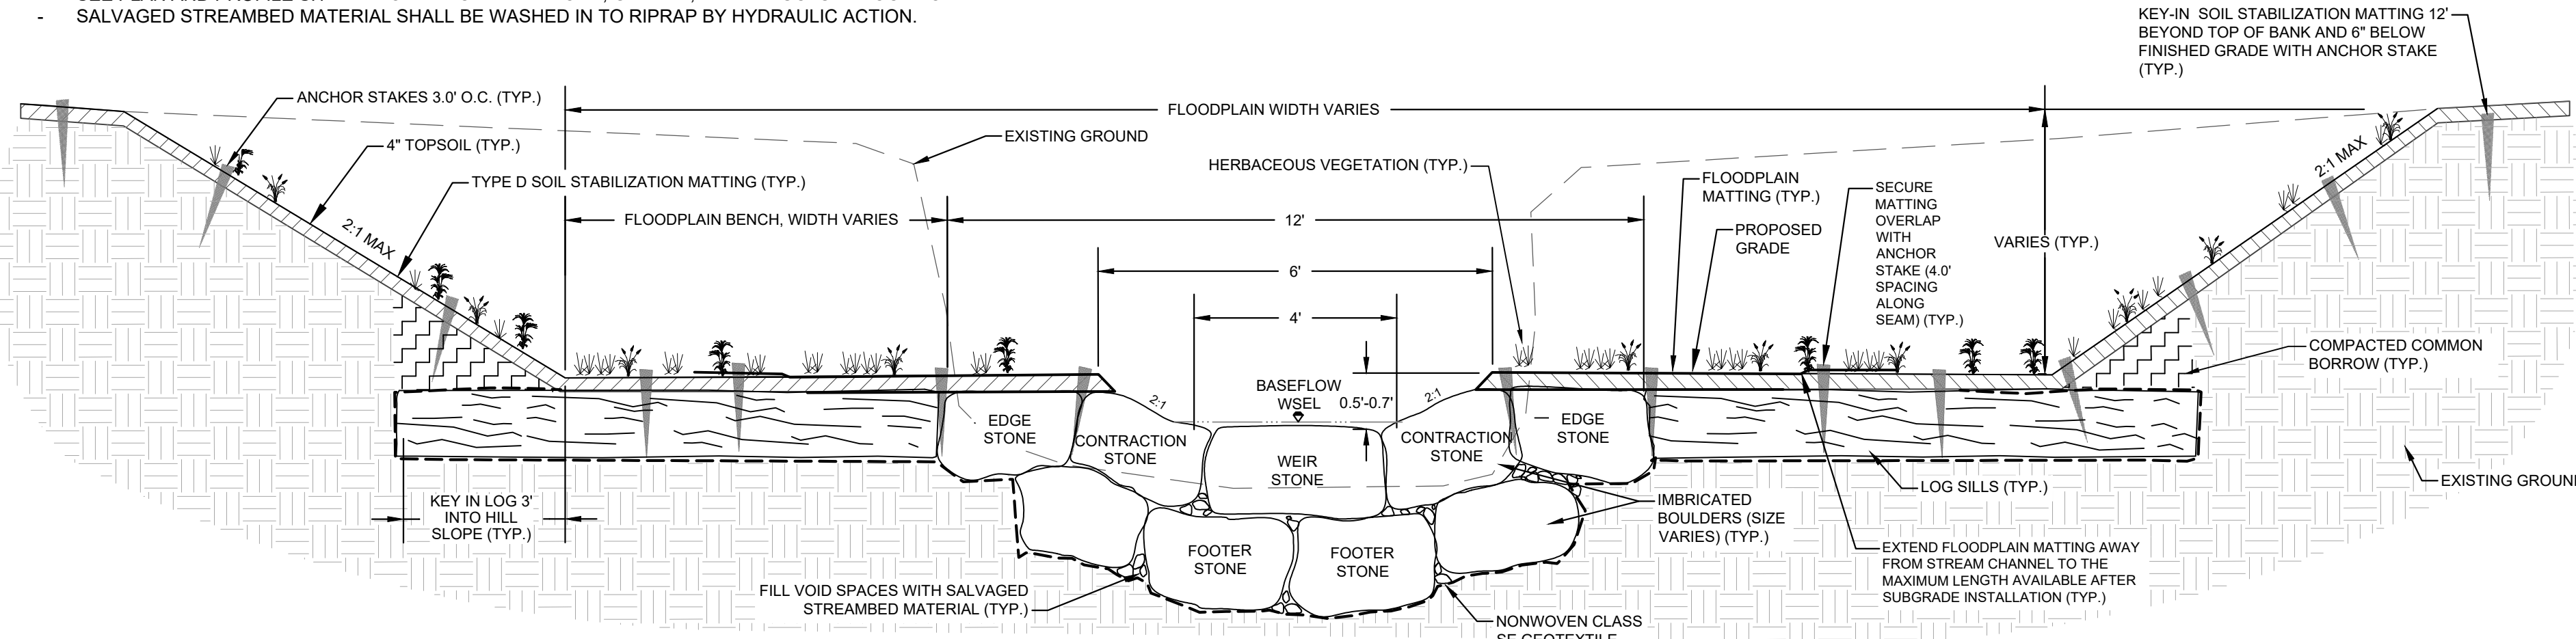 - SALVAGED STREAMBED MATERIAL SHALL BE WASHED IN TO RIPRAP BY HYDRAULIC ACTION.
KEY-IN SOIL STABILIZATION MATTING 12'
BEYOND TOP OF BANK AND 6" BELOW
FINISHED GRADE WITH ANCHOR STAKE
(TYP.)
ANCHOR STAKES 3.0' O.C. (TYP.)
FLOODPLAIN WIDTH VARIES
EXISTING GROUND
4" TOPSOIL (TYP.)
HERBACEOUS VEGETATION (TYP.)
2:1 MAX
TYPE D SOIL STABILIZATION MATTING (TYP.)
FLOODPLAIN
MATTING (TYP.)
SECURE
MATTING
OVERLAP
WITH
ANCHOR
STAKE (4.0'
SPACING
ALONG
SEAM) (TYP.)
FLOODPLAIN BENCH, WIDTH VARIES
12'
PROPOSED
GRADE
VARIES (TYP.)
2:1 MAX
6'
4'
COMPACTED COMMON
BORROW (TYP.)
BASEFLOW
WSEL
0.5'-0.7'
2:1
2:1
EDGE
STONE
CONTRACTION
STONE
WEIR
STONE
CONTRACTION
STONE
EDGE
STONE
KEY IN LOG 3'
INTO HILL
SLOPE (TYP.)
LOG SILLS (TYP.)
EXISTING GROUND
IMBRICATED
BOULDERS (SIZE
VARIES) (TYP.)
FOOTER
STONE
FOOTER
STONE
EXTEND FLOODPLAIN MATTING AWAY
FROM STREAM CHANNEL TO THE
MAXIMUM LENGTH AVAILABLE AFTER
SUBGRADE INSTALLATION (TYP.)
FILL VOID SPACES WITH SALVAGED
STREAMBED MATERIAL (TYP.)
NONWOVEN CLASS
SE GEOTEXTILE